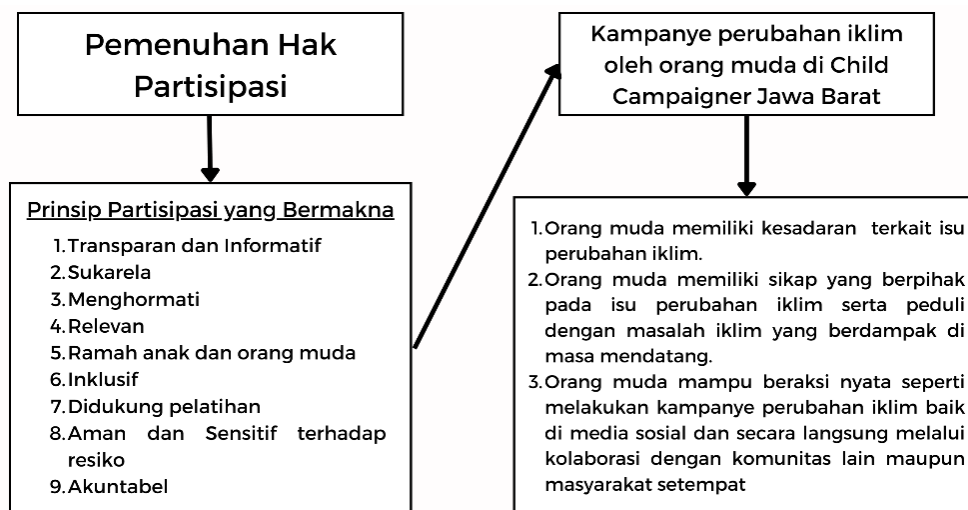 Pemenuhan Hak
Partisipasi
Prinsip Partisipasi yang Bermakna
1.Transparan dan Informatif
2.Sukarela
3.Menghormati
4.Relevan
5.Ramah anak dan orang muda
6.Inklusif
7.Didukung pelatihan
8.Aman dan Sensitif terhadap
resiko
9.Akuntabel
Kampanye perubahan iklim
oleh orang muda di Child
Campaigner Jawa Barat
1.Orang muda memiliki kesadaran terkait isu
perubahan iklim.
2.Orang muda memiliki sikap yang berpihak
pada isu perubahan iklim serta peduli
dengan masalah iklim yang berdampak di
masa mendatang.
3.Orang muda mampu beraksi nyata seperti
melakukan kampanye perubahan iklim baik
di media sosial dan secara langsung melalui
kolaborasi dengan komunitas lain maupun
masyarakat setempat